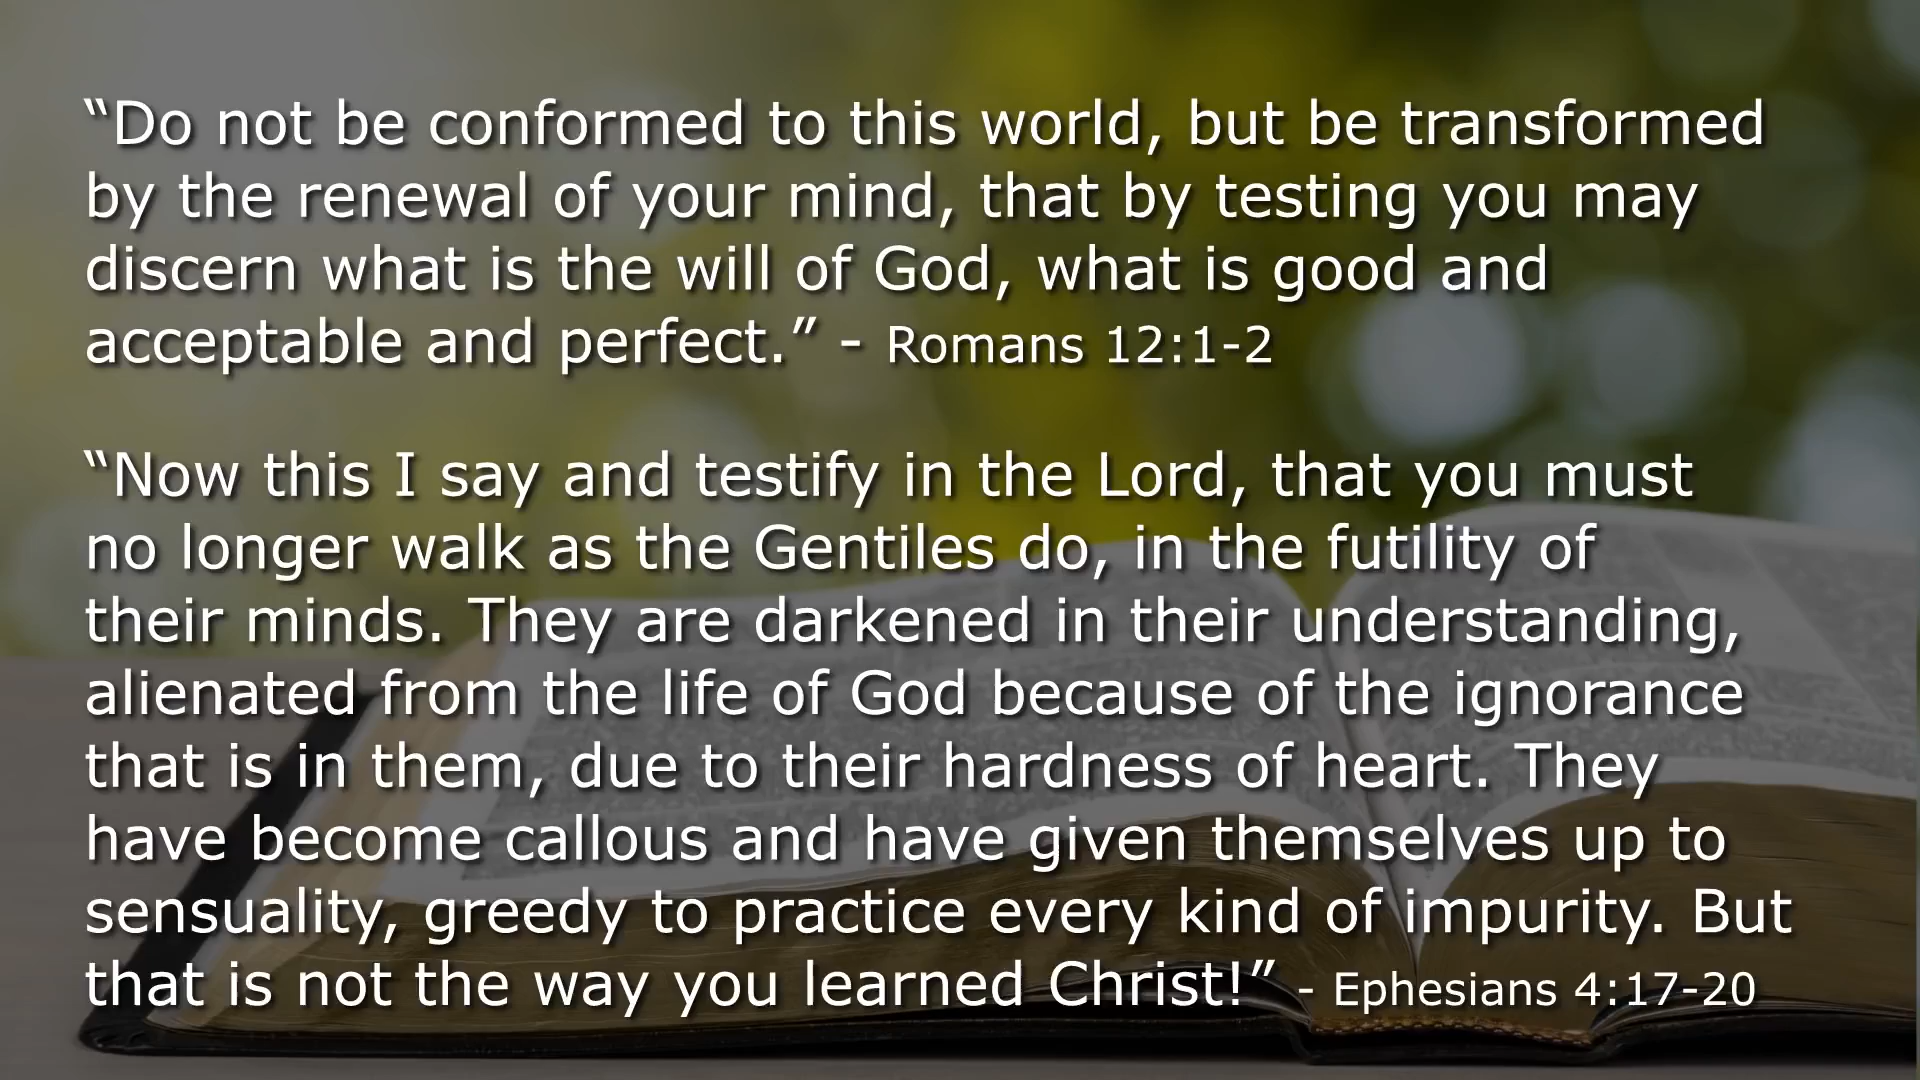 “Do not be conformed to this world, but be transformed
by the renewal of your mind, that by testing you may
discern what is the will of God, what is good and
acceptable and perfect.” - Romans 12:1-2
“Now this I say and testify in the Lord, that you must
no longer walk as the Gentiles do, in the futility of
their minds. They are darkened in their understanding,
alienated from the life of God because of the ignorance
that is in them, due to their hardness of heart. They
have become callous and have given themselves up to
sensuality, greedy to practice every kind of impurity. But
that is not the way you learned Christ!” - Ephesians 4:17-20